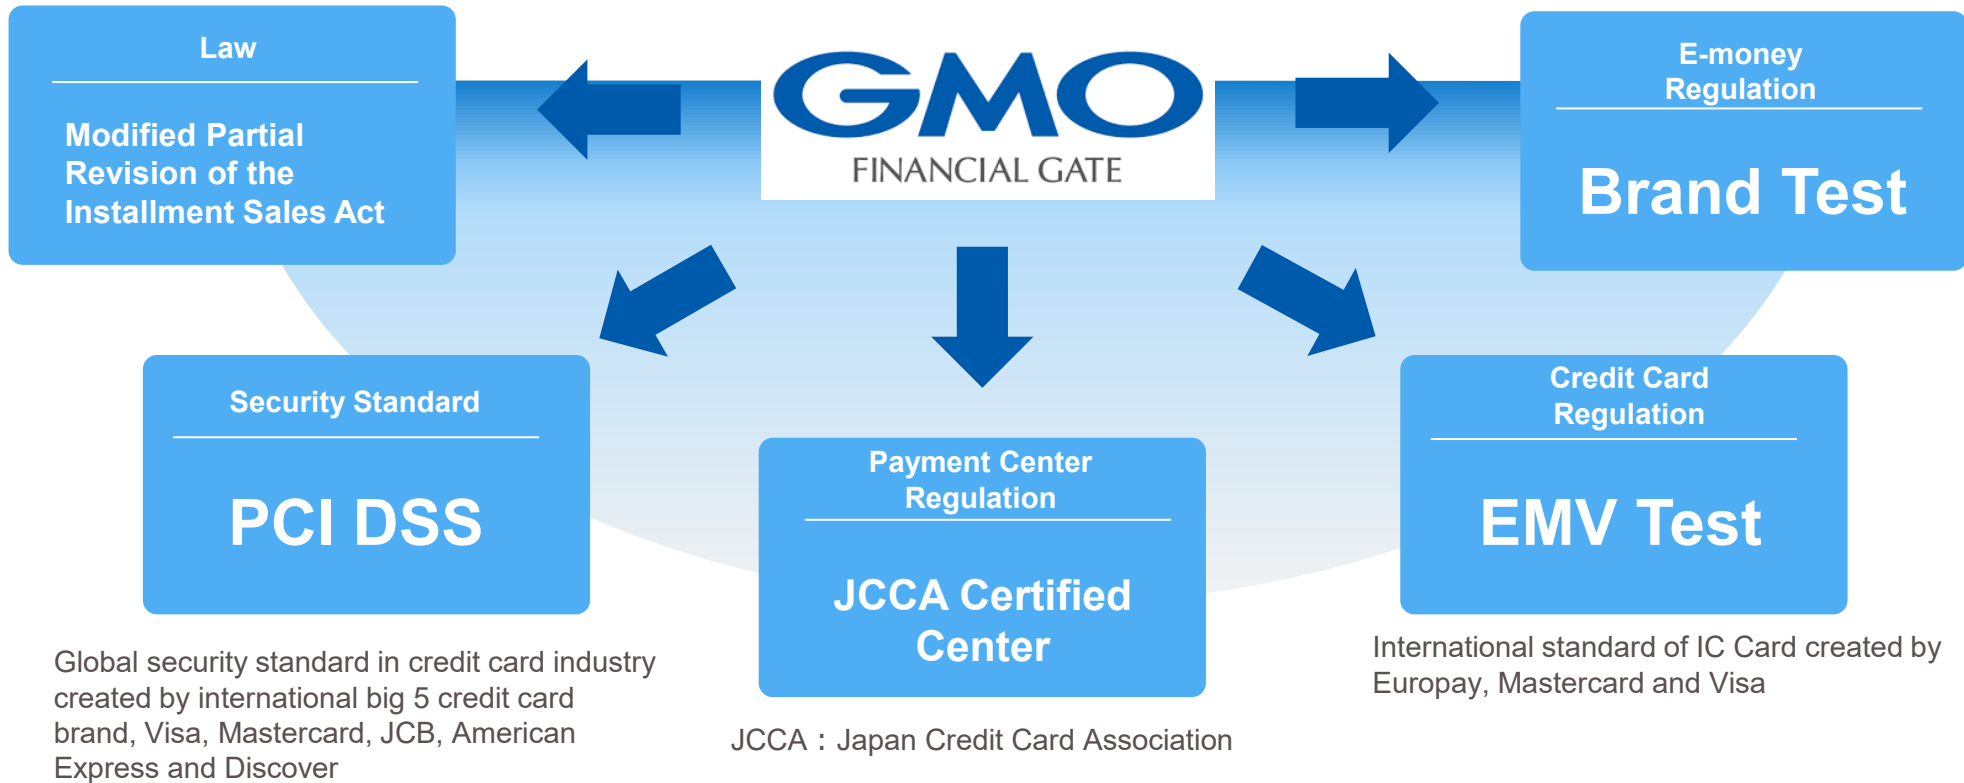 Law
Modified Partial
Revision of the
Installment Sales Act
GMO
FINANCIAL GATE
E-money
Regulation
Brand Test
Security Standard
PCI DSS
Global security standard in credit card industry
created by international big 5 credit card
brand, Visa, Mastercard, JCB, American
Express and Discover
Payment Center
Regulation
JCCA Certified
Center
JCCA：Japan Credit Card Association
Credit Card
Regulation
EMV Test
International standard of IC Card created by
Europay, Mastercard and Visa